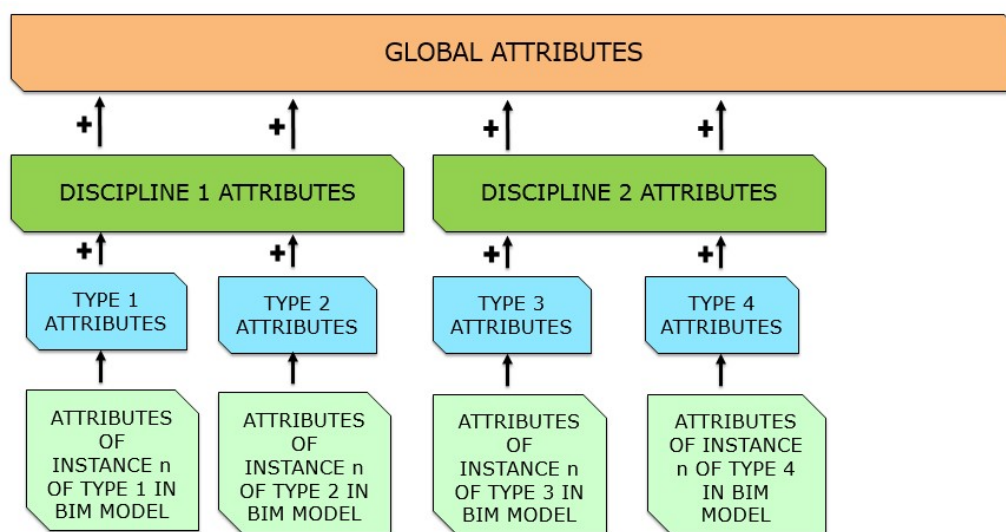 GLOBAL ATTRIBUTES
+
+
+
+
DISCIPLINE 1 ATTRIBUTES
DISCIPLINE 2 ATTRIBUTES
+
+
+
+
TYPE 1
ATTRIBUTES
TYPE 2
ATTRIBUTES
TYPE 3
ATTRIBUTES
TYPE 4
ATTRIBUTES
ATTRIBUTES
OF
INSTANCE n
OF TYPE 1 IN
BIM MODEL
ATTRIBUTES
OF
INSTANCE n
OF TYPE 2 IN
BIM MODEL
ATTRIBUTES
OF
INSTANCE n
OF TYPE 3 IN
BIM MODEL
ATTRIBUTES
OF INSTANCE
n OF TYPE 4
IN BIM
MODEL